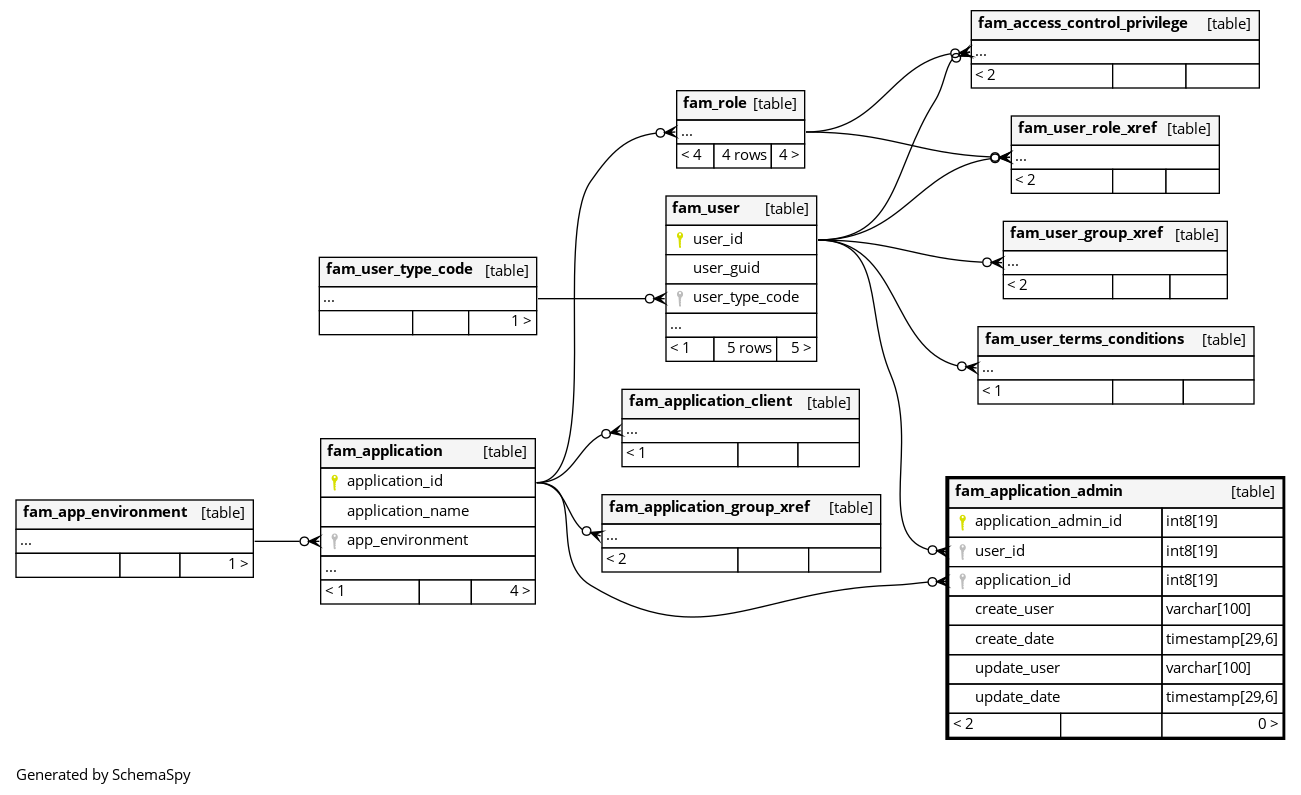 fam_access_control_privilege [table]
...
< 2
fam_role [table]
...
< 4 4 rows 4 >
fam_user_role_xref [table]
...
< 2
fam_user [table]
user_id
user_guid
user_type_code
...
< 1 5 rows 5 >
fam_user_group_xref [table]
...
< 2
fam_user_type_code [table]
...
1 >
fam_user_terms_conditions [table]
...
< 1
fam_application_client [table]
...
< 1
fam_application [table]
application_id
application_name
app_environment
...
< 1 4 >
fam_app_environment [table]
...
1 >
fam_application_group_xref [table]
...
< 2
fam_application_admin [table]
application_admin_id int8[19]
user_id int8[19]
application_id int8[19]
create_user varchar[100]
create_date timestamp[29,6]
update_user varchar[100]
update_date timestamp[29,6]
< 2 0 >
Generated by SchemaSpy